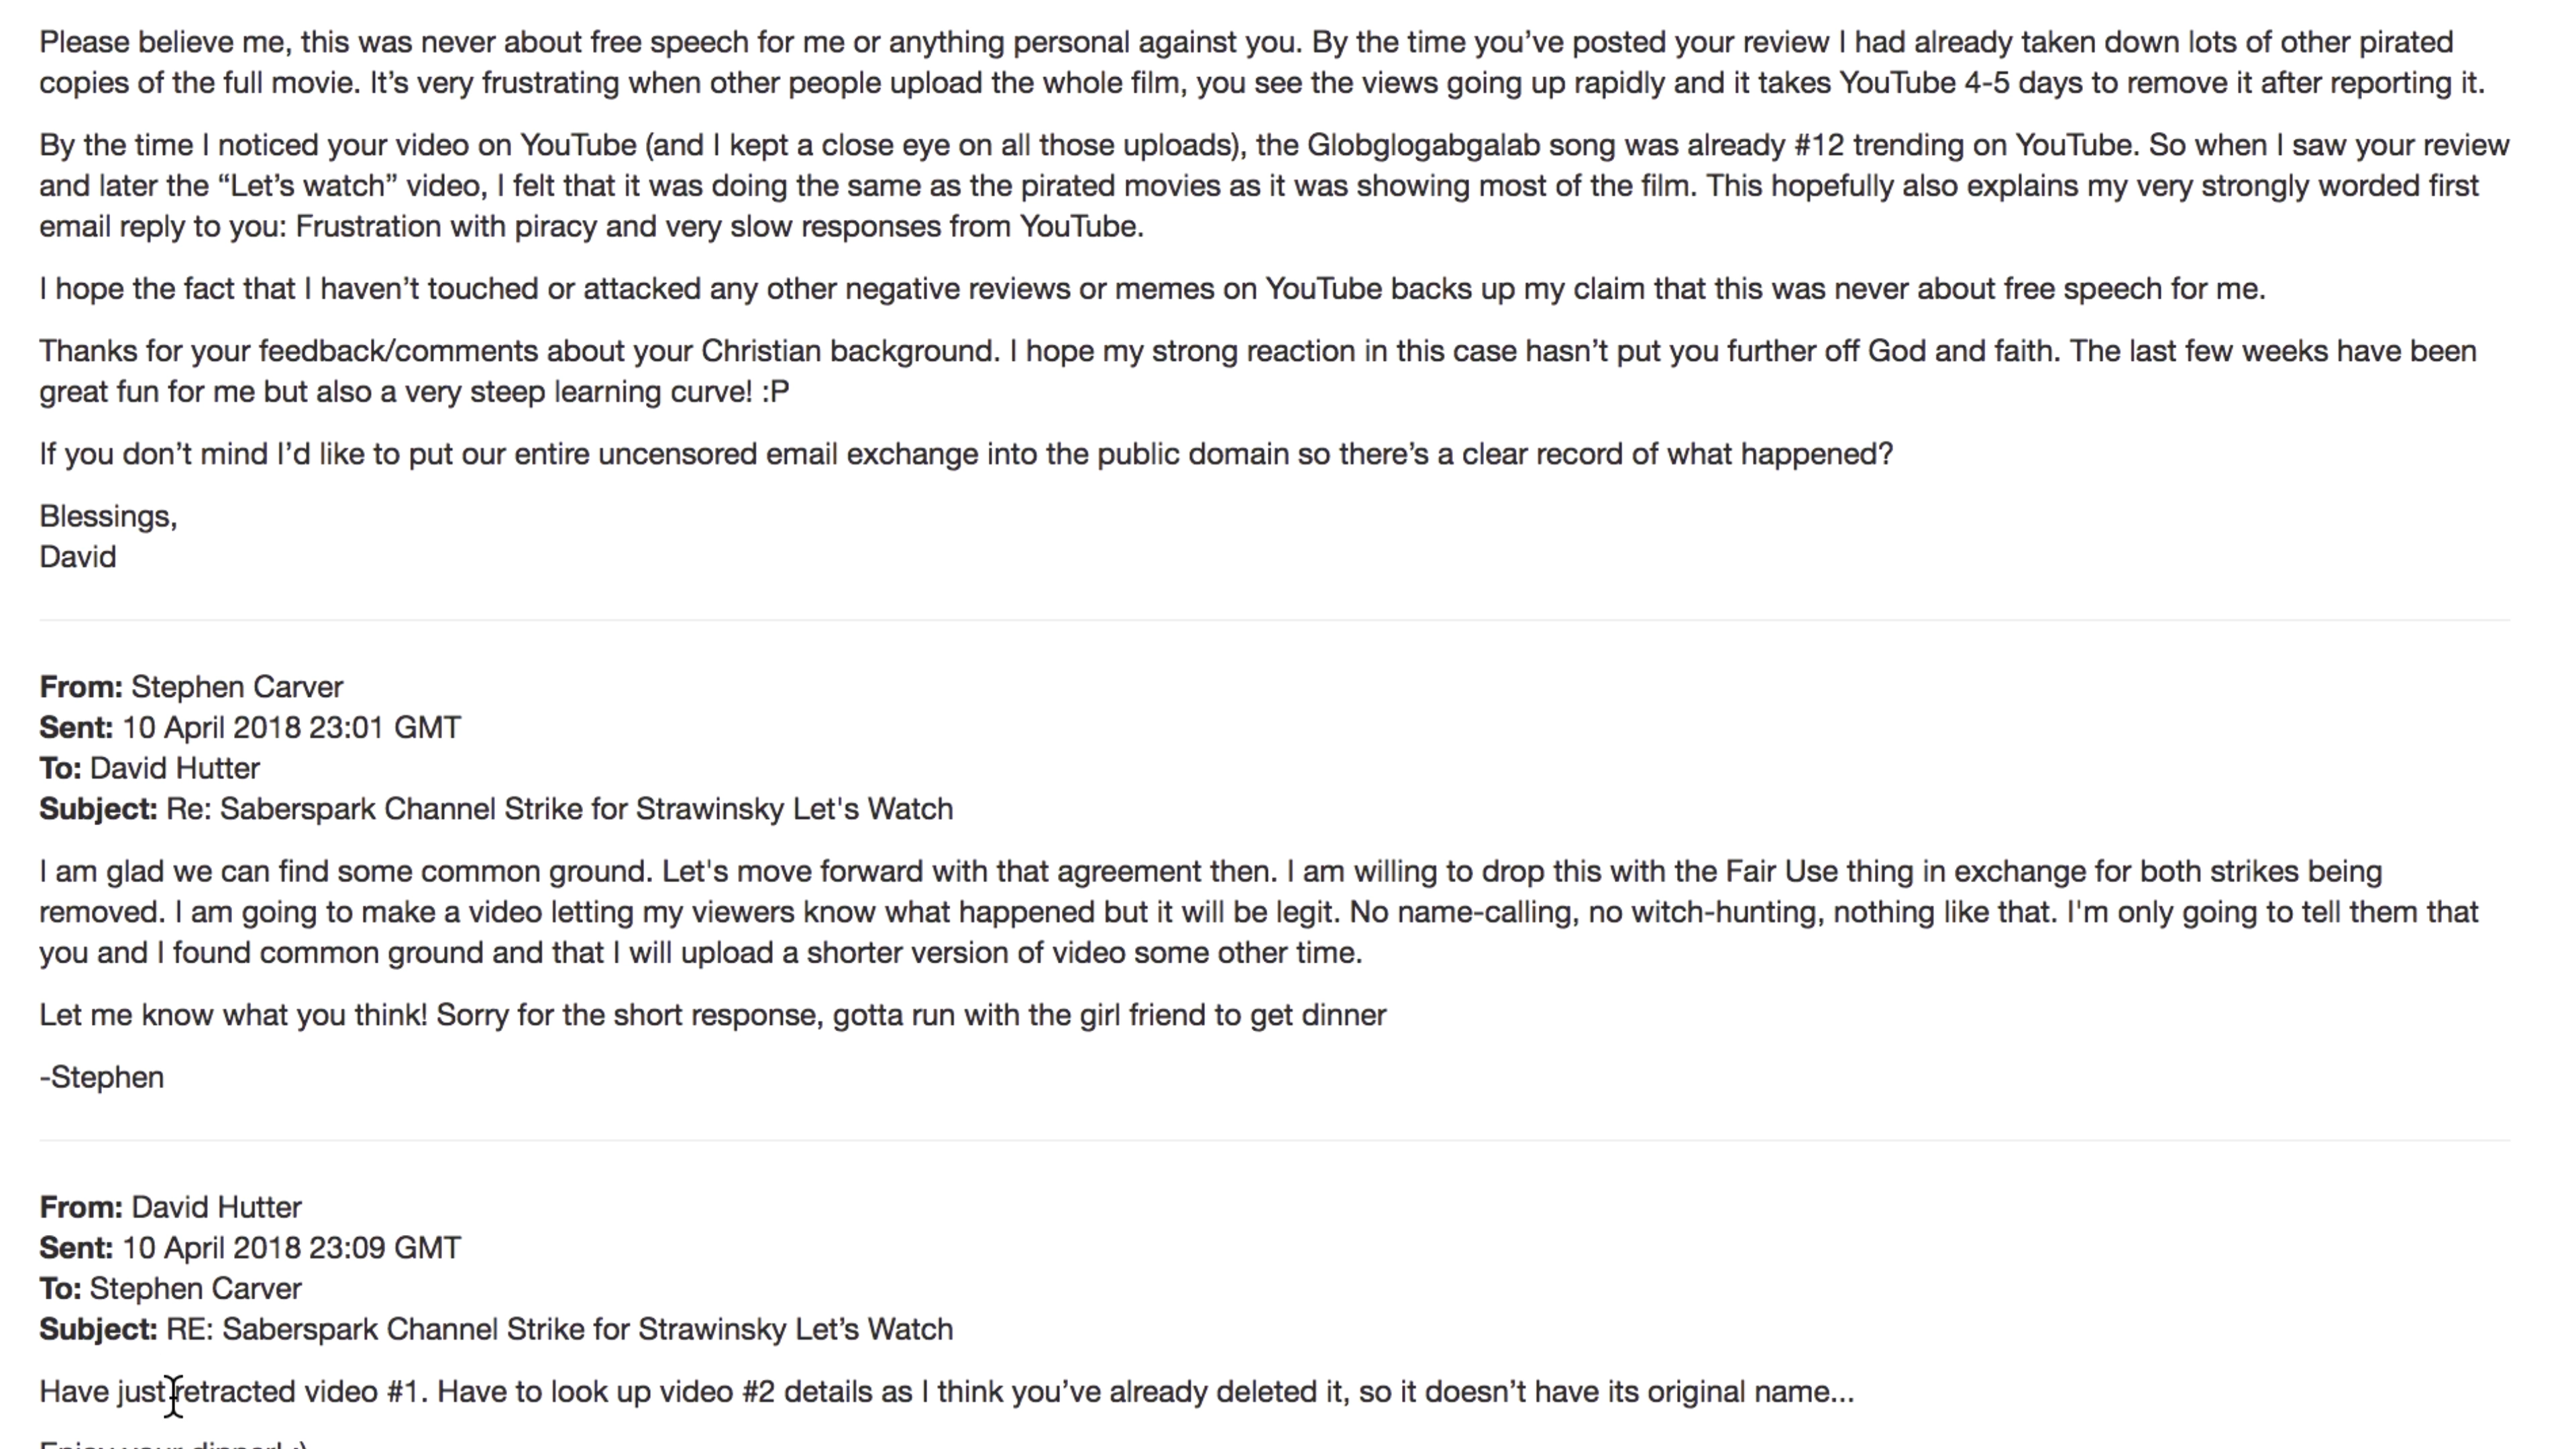 Please believe me, this was never about free speech for me or anything personal against you. By the time you’ve posted your review I had already taken down lots of other pirated
copies of the full movie. It’s very frustrating when other people upload the whole film, you see the views going up rapidly and it takes YouTube 4-5 days to remove it after reporting it.
By the time I noticed your video on YouTube (and I kept a close eye on all those uploads), the Globglogabgalab song was already #12 trending on YouTube. So when I saw your review
and later the “Let’s watch” video, I felt that it was doing the same as the pirated movies as it was showing most of the film. This hopefully also explains my very strongly worded first
email reply to you: Frustration with piracy and very slow responses from YouTube.
I hope the fact that I haven’t touched or attacked any other negative reviews or memes on YouTube backs up my claim that this was never about free speech for me.
Thanks for your feedback/comments about your Christian background. I hope my strong reaction in this case hasn’t put you further off God and faith. The last few weeks have been
great fun for me but also a very steep learning curve! :P
If you don’t mind I’d like to put our entire uncensored email exchange into the public domain so there’s a clear record of what happened?
Blessings,
David
From: Stephen Carver
Sent: 10 April 2018 23:01 GMT
To: David Hutter
Subject: Re: Saberspark Channel Strike for Strawinsky Let's Watch
I am glad we can find some common ground. Let's move forward with that agreement then. I am willing to drop this with the Fair Use thing in exchange for both strikes being
removed. I am going to make a video letting my viewers know what happened but it will be legit. No name-calling, no witch-hunting, nothing like that. I'm only going to tell them that
you and I found common ground and that I will upload a shorter version of video some other time.
Let me know what you think! Sorry for the short response, gotta run with the girl friend to get dinner
-Stephen
From: David Hutter
Sent: 10 April 2018 23:09 GMT
To: Stephen Carver
Subject: RE: Saberspark Channel Strike for Strawinsky Let’s Watch
Have just retracted video #1. Have to look up video #2 details as I think you’ve already deleted it, so it doesn’t have its original name...
Enjoy your dinner! :)